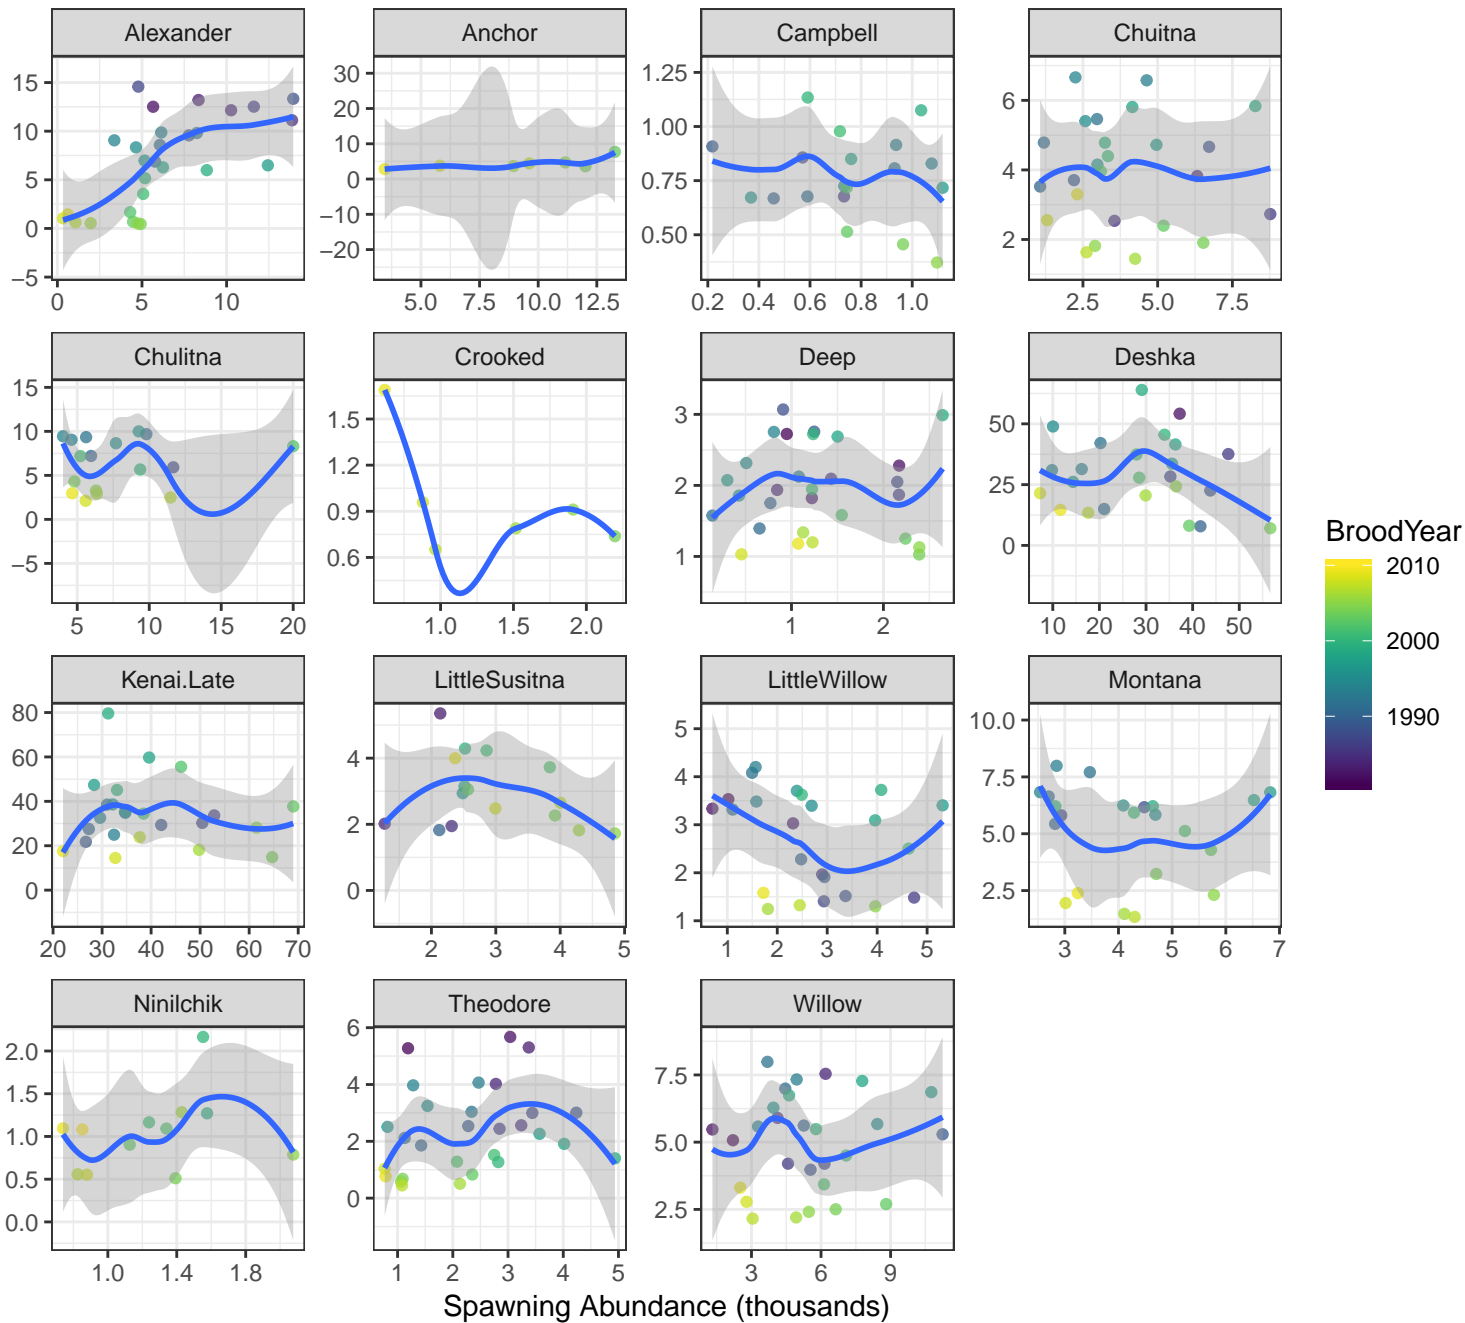 Alexander Anchor Campbell Chuitna
15 10 5 0 −5
0 5 10
30 20 10 0 −10 −20
5.0 7.5 10.0 12.5
1.25 1.00 0.75 0.50
0.2 0.4 0.6 0.8 1.0
6 4 2
2.5 5.0 7.5
Chulitna Crooked Deep Deshka
15 10 5 0 −5
5 10 15 20
1.5 1.2 0.9 0.6
1.0 1.5 2.0
3 2 1
1 2
50 25 0
10 20 30 40 50
Kenai.Late LittleSusitna LittleWillow Montana
80 60 40 20 0
20 30 40 50 60 70
4 2 0
2 3 4 5
5 4 3 2 1
1 2 3 4 5
10.0 7.5 5.0 2.5
3 4 5 6 7
Ninilchik Theodore Willow
2.0 1.5 1.0 0.5 0.0
1.0 1.4 1.8
6 4 2 0
1 2 3 4 5
7.5 5.0 2.5
3 6 9
Spawning Abundance (thousands)
BroodYear
2010
2000
1990